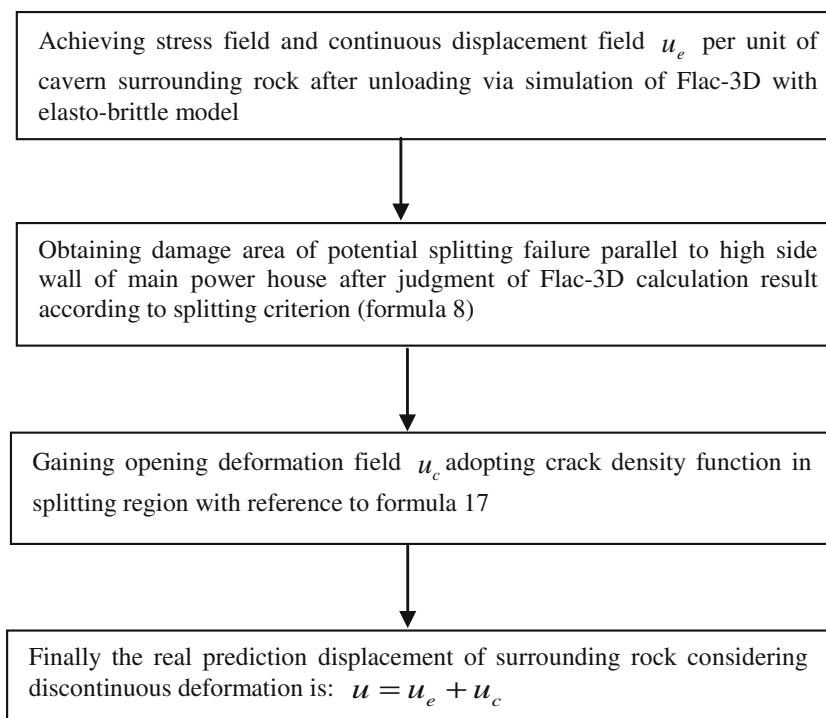 Achieving stress field and continuous displacement field u_e per unit of
cavern surrounding rock after unloading via simulation of Flac-3D with
elasto-brittle model
Obtaining damage area of potential splitting failure parallel to high side
wall of main power house after judgment of Flac-3D calculation result
according to splitting criterion (formula 8)
Gaining opening deformation field u_c adopting crack density function in
splitting region with reference to formula 17
Finally the real prediction displacement of surrounding rock considering
discontinuous deformation is: u = u_e + u_c